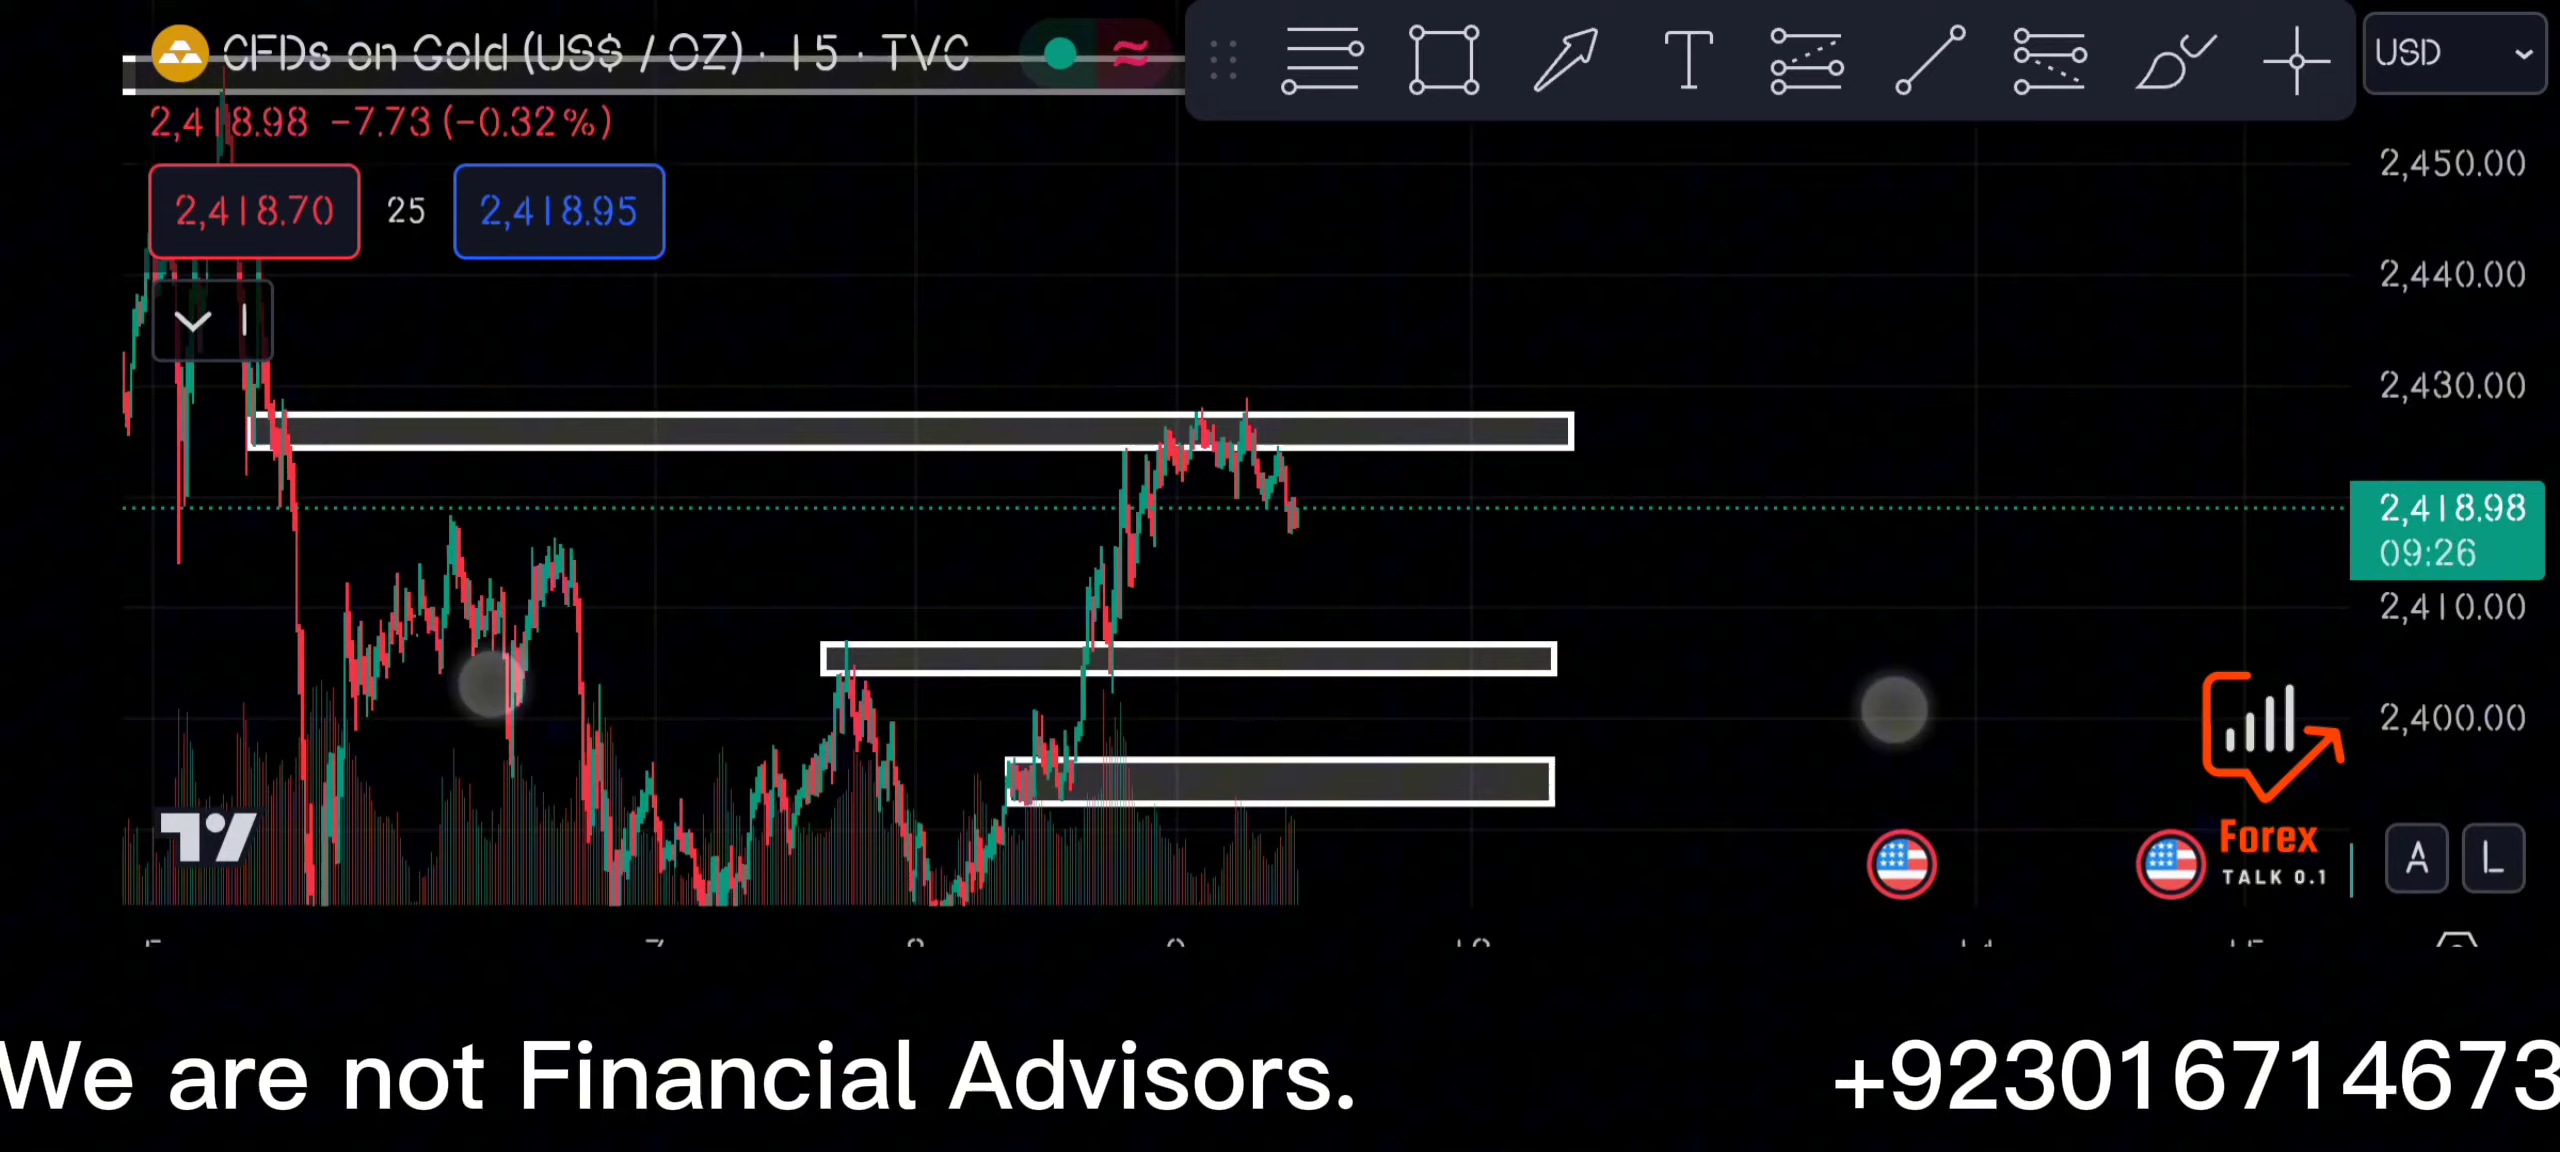 CFDs on Gold (US$ / OZ) · 15 · TVC
USD
2,418.98 −7.73 (−0.32%)
2,418.70 25 2,418.95
2,450.00
2,440.00
2,430.00
2,418.98
09:26
2,410.00
2,400.00
Forex
TALK 0.1
A L
We are not Financial Advisors.
+923016714673